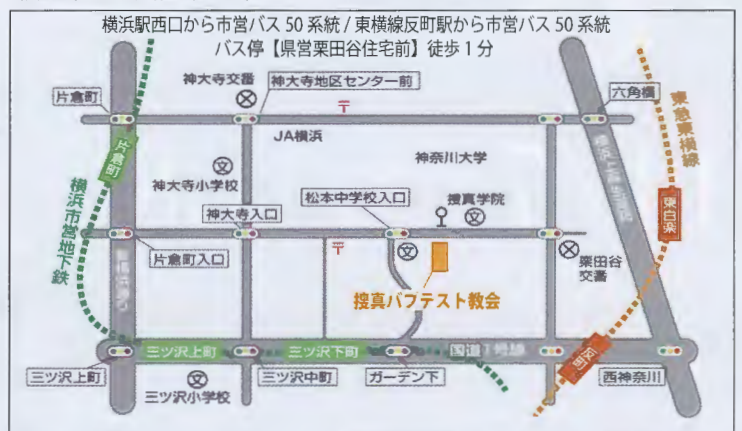 横浜駅西口から市営バス50系統/東横線反町駅から市営バス50系統
バス停【県営栗田谷住宅前】徒歩1分
神大寺交番
神大寺地区センター前
片倉町
六角橋
〒
JA横浜
東急東横線
片倉町
神奈川大学
神大寺小学校
文
横浜市営地下鉄
神大寺入口
松本中学校入口
捜真学院
文
東白楽
〒
文
片倉町入口
栗田谷
交番
捜真バプテスト教会
三ツ沢上町
三ツ沢下町
国道1号線
反町
三ツ沢上町
文
三ツ沢中町
ガーデン下
西神奈川
三ツ沢小学校